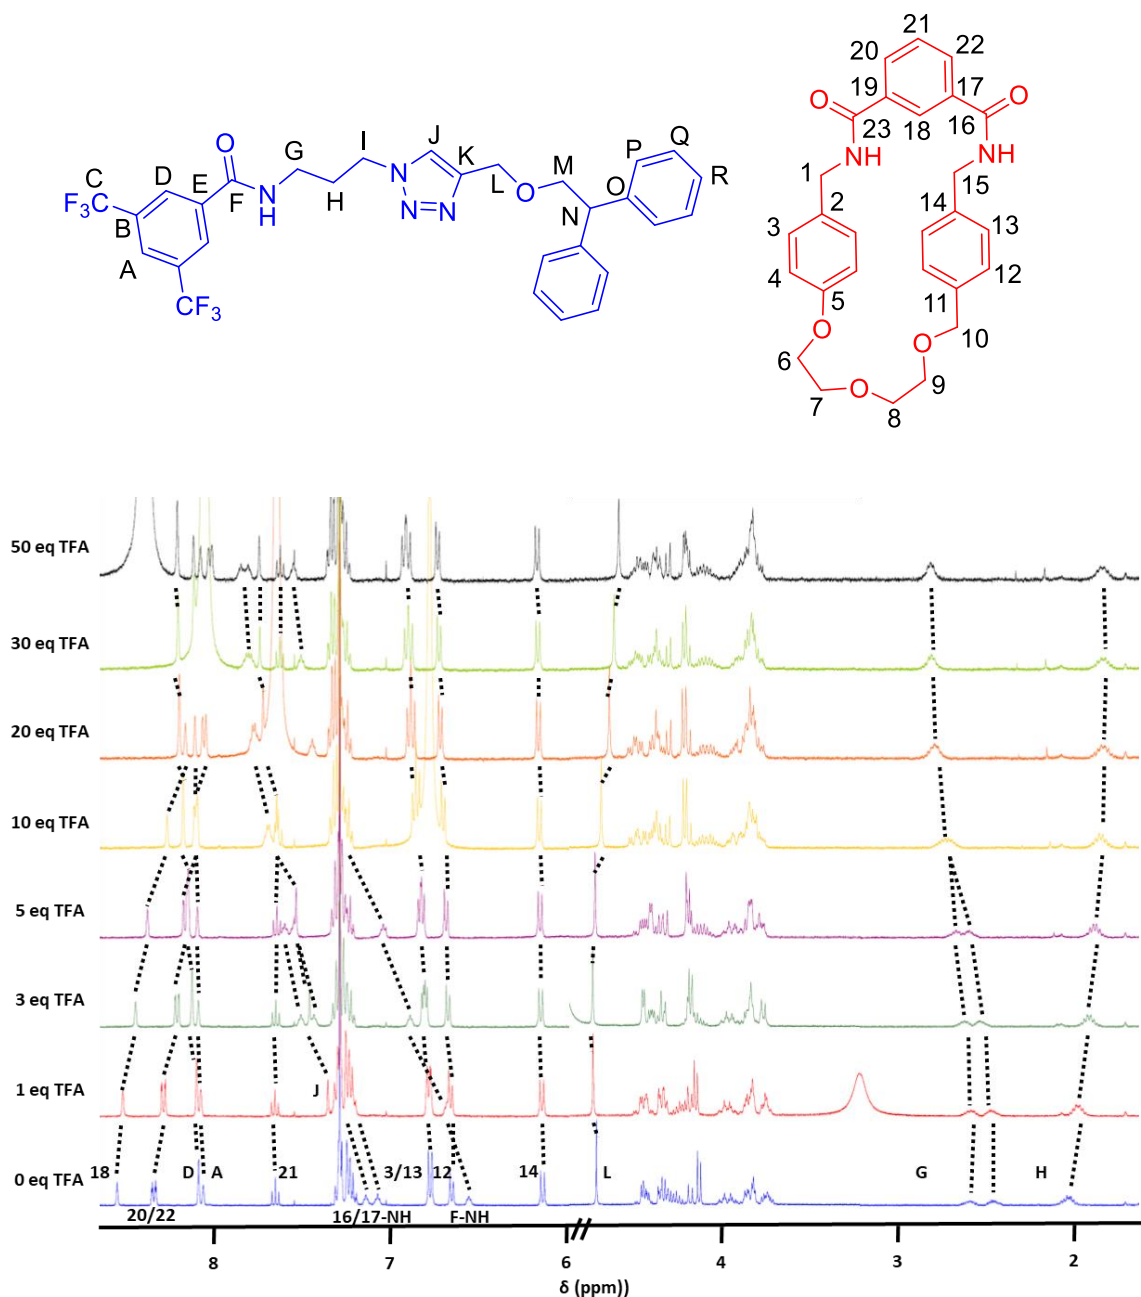 21
20
22
19
17
O
O
18
23
16
NH
NH
1
15
2
14
3
13
4
12
5
11
O
O
10
6
9
O
7
8
O
G
I
J
K
M
P
Q
R
C
D
E
F
N
H
H
N
N=N
L
O
O
N
F3C
B
A
CF3
50 eq TFA
30 eq TFA
20 eq TFA
10 eq TFA
5 eq TFA
3 eq TFA
1 eq TFA
J
0 eq TFA
18
D
A
21
3/13
12
14
L
G
H
20/22
16/17-NH
F-NH
8
7
6
4
3
2
δ (ppm))